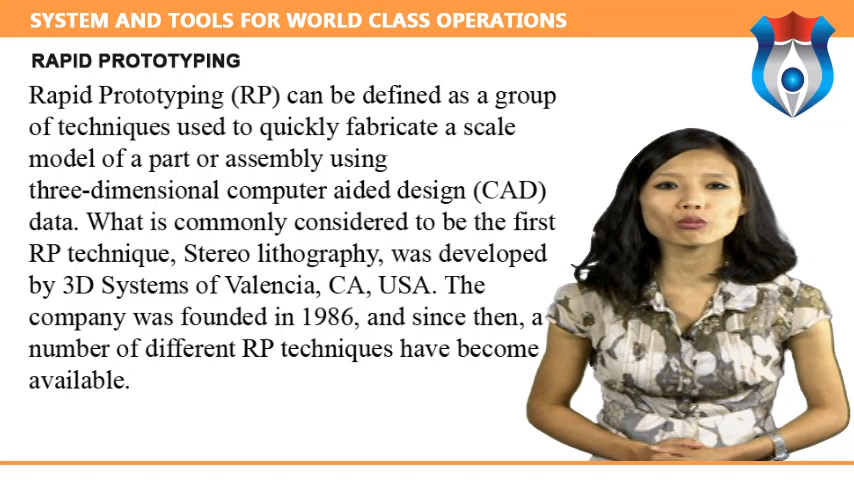 SYSTEM AND TOOLS FOR WORLD CLASS OPERATIONS
RAPID PROTOTYPING
Rapid Prototyping (RP) can be defined as a group
of techniques used to quickly fabricate a scale
model of a part or assembly using
three-dimensional computer aided design (CAD)
data. What is commonly considered to be the first
RP technique, Stereo lithography, was developed
by 3D Systems of Valencia, CA, USA. The
company was founded in 1986, and since then, a
number of different RP techniques have become
available.